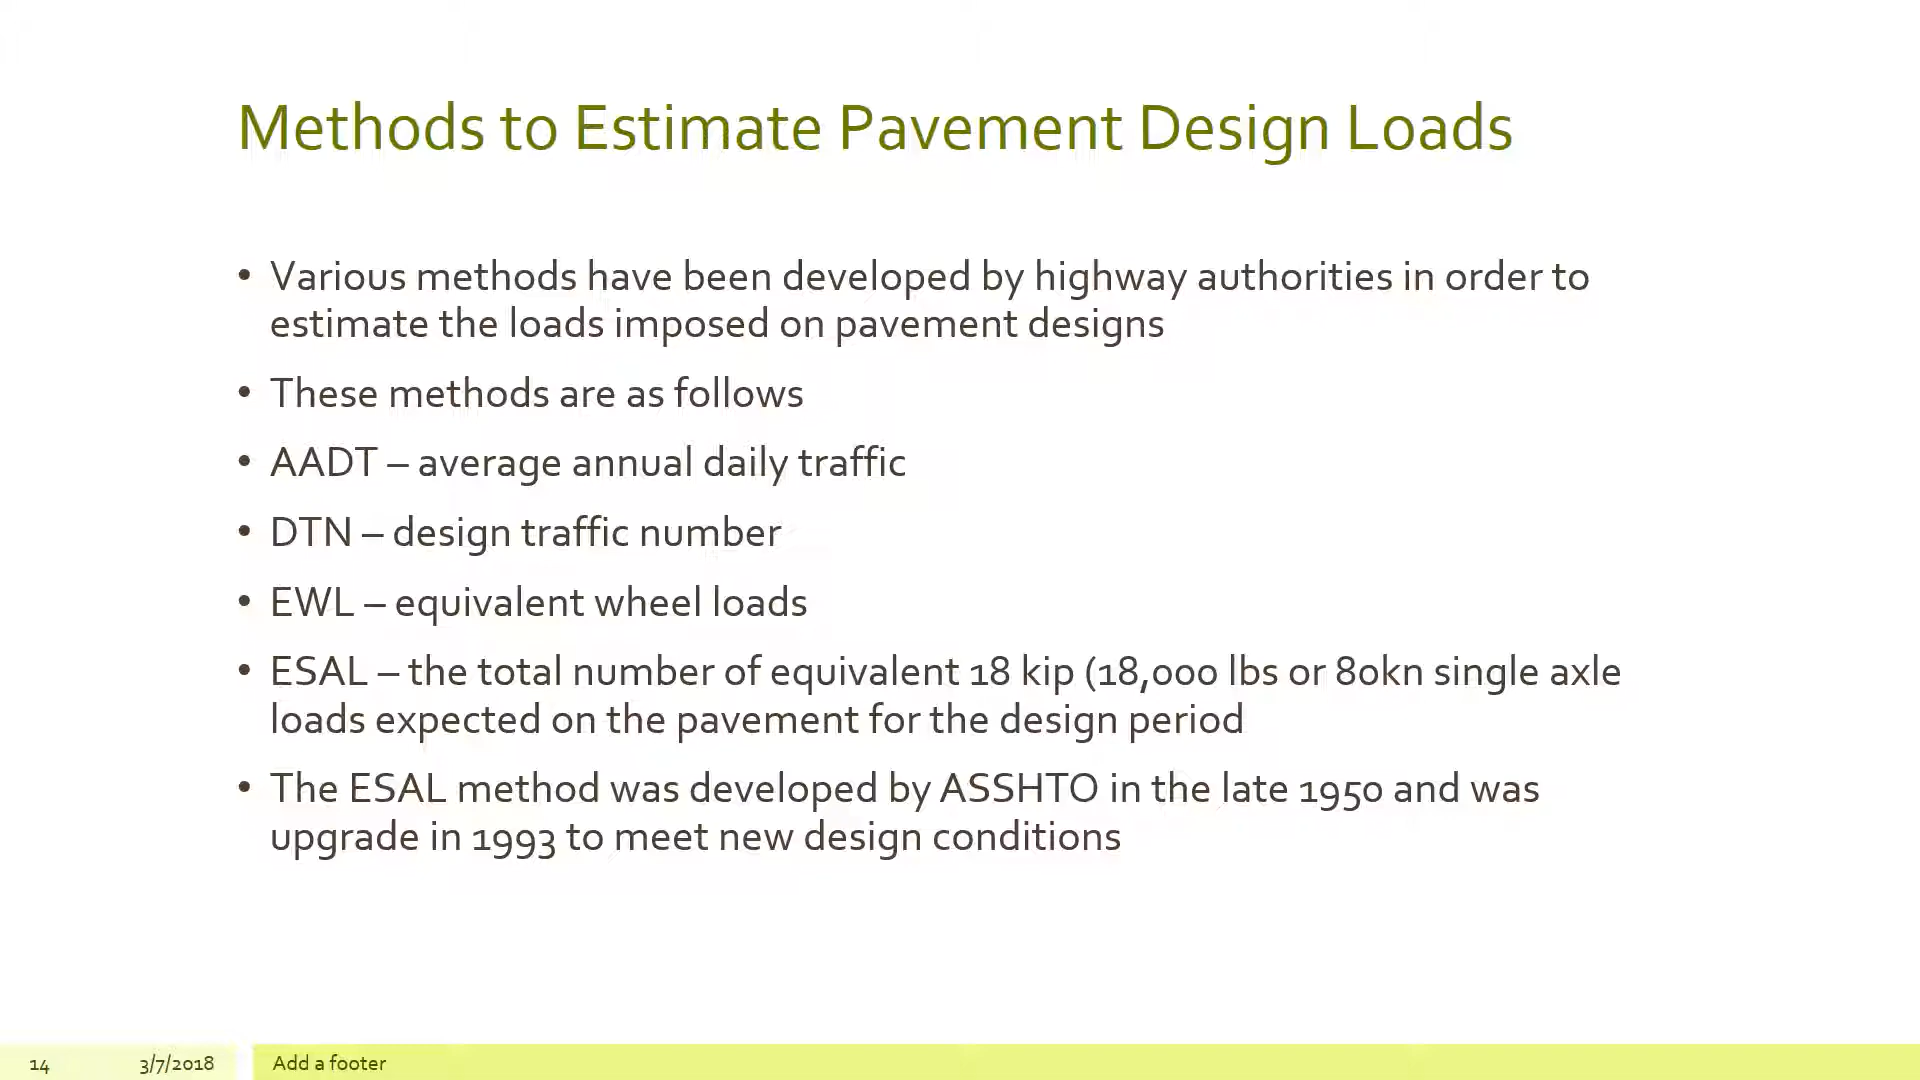 Methods to Estimate Pavement Design Loads
• Various methods have been developed by highway authorities in order to
estimate the loads imposed on pavement designs
• These methods are as follows
• AADT – average annual daily traffic
• DTN – design traffic number
• EWL – equivalent wheel loads
• ESAL – the total number of equivalent 18 kip (18,000 lbs or 80kn single axle
loads expected on the pavement for the design period
• The ESAL method was developed by ASSHTO in the late 1950 and was
upgrade in 1993 to meet new design conditions
14 3/7/2018 Add a footer